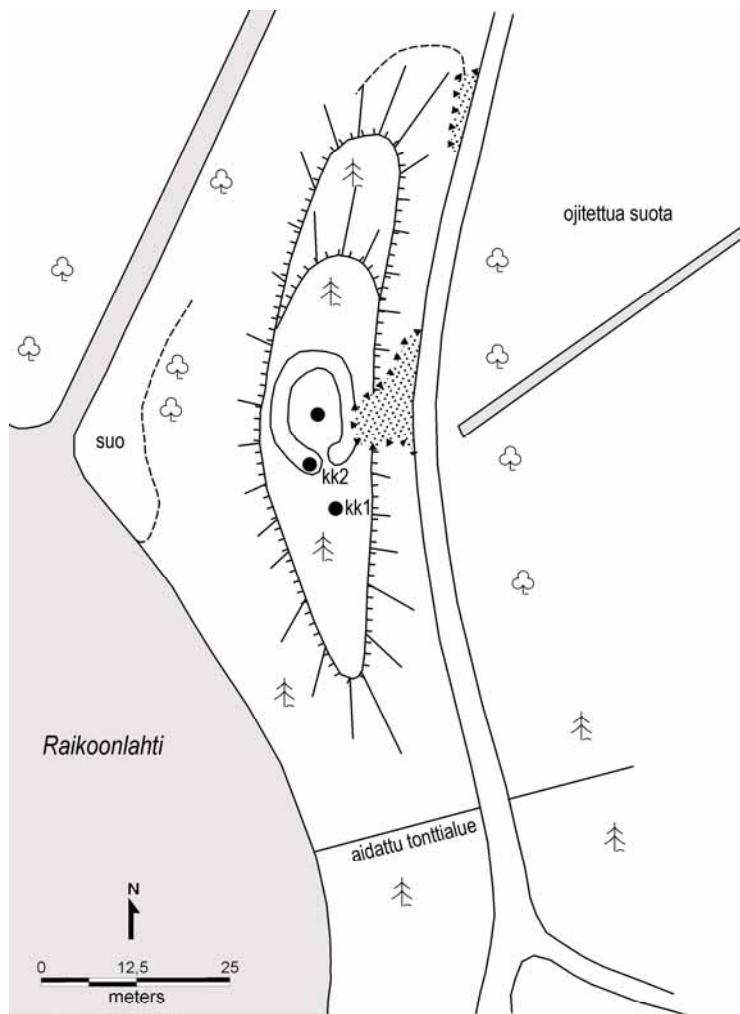 ojitettua suota
suo
kk2
kk1
Raikoonlahti
aidattu tonttialue
N
0 12,5 25
meters